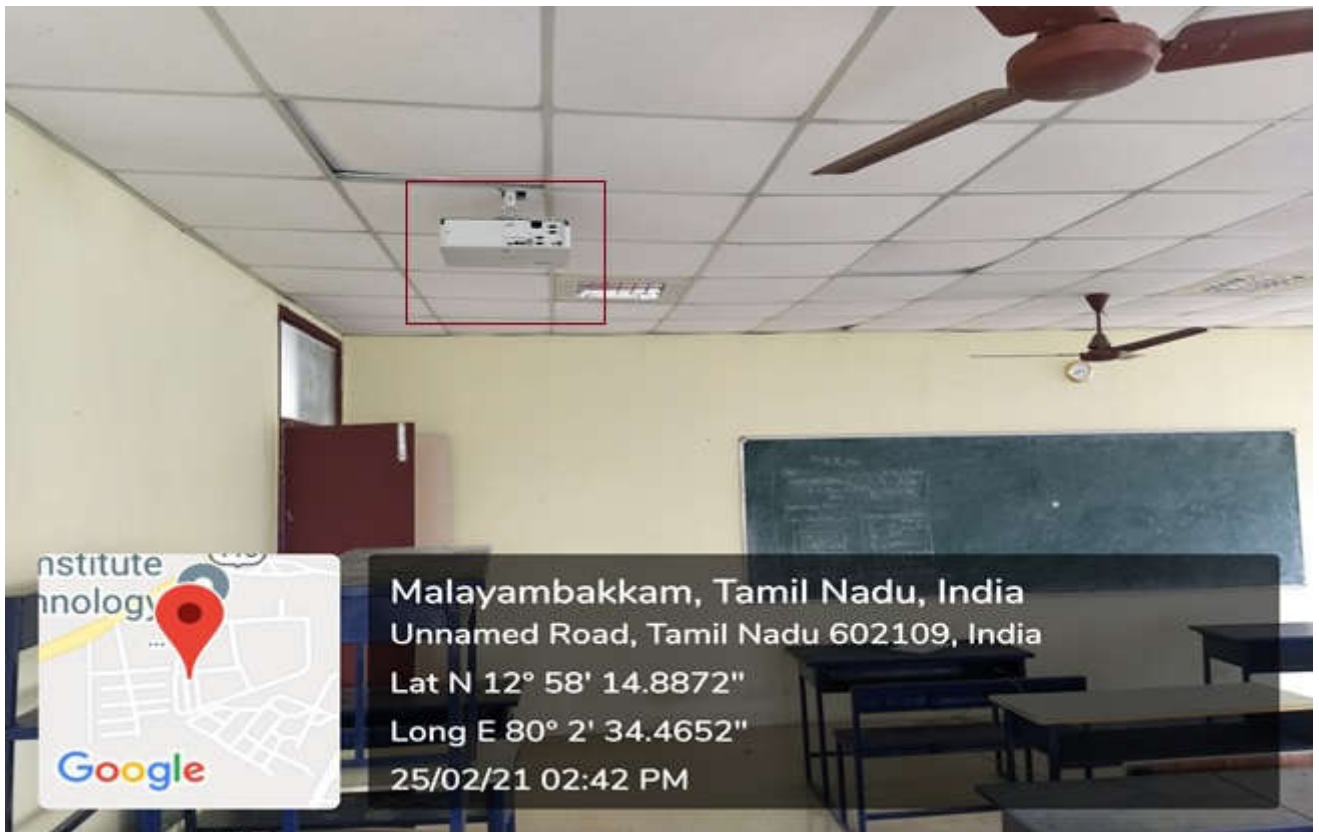 nstitute
nnology
...
Google
Malayambakkam, Tamil Nadu, India
Unnamed Road, Tamil Nadu 602109, India
Lat N 12° 58' 14.8872"
Long E 80° 2' 34.4652"
25/02/21 02:42 PM